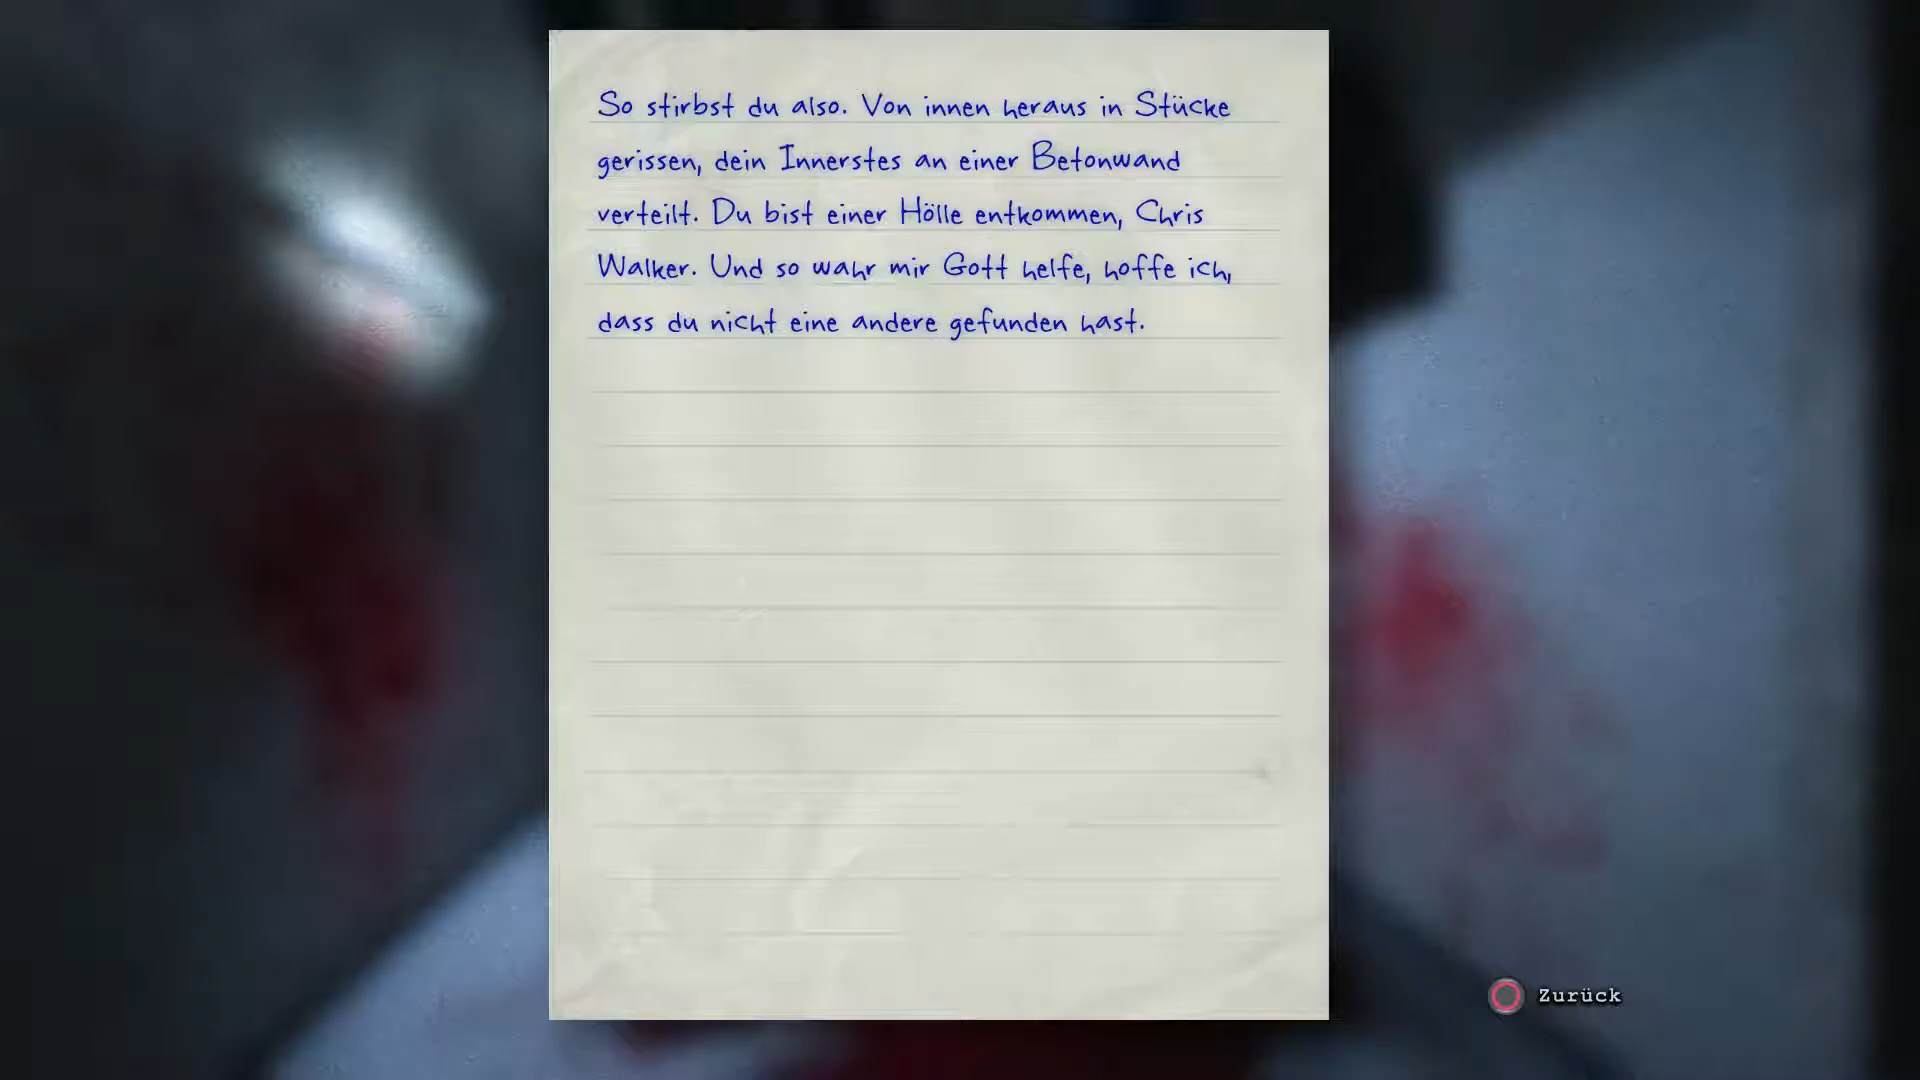 So stirbst du also. Von innen heraus in Stücke
gerissen, dein Innerstes an einer Betonwand
verteilt. Du bist einer Hölle entkommen, Chris
Walker. Und so wahr mir Gott helfe, hoffe ich,
dass du nicht eine andere gefunden hast.
Zurück